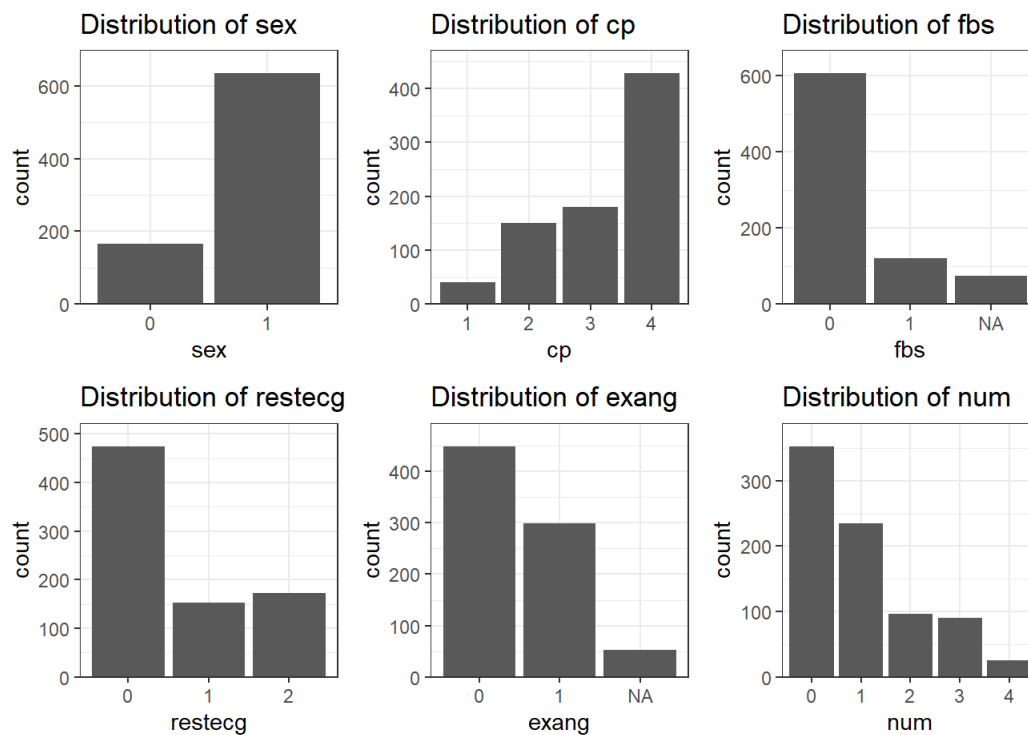 Distribution of sex
600
400
200
0
count
0 1
sex
Distribution of cp
400
300
200
100
0
count
1 2 3 4
cp
Distribution of fbs
600
400
200
0
count
0 1 NA
fbs
Distribution of restecg
500
400
300
200
100
0
count
0 1 2
restecg
Distribution of exang
400
300
200
100
0
count
0 1 NA
exang
Distribution of num
300
200
100
0
count
0 1 2 3 4
num